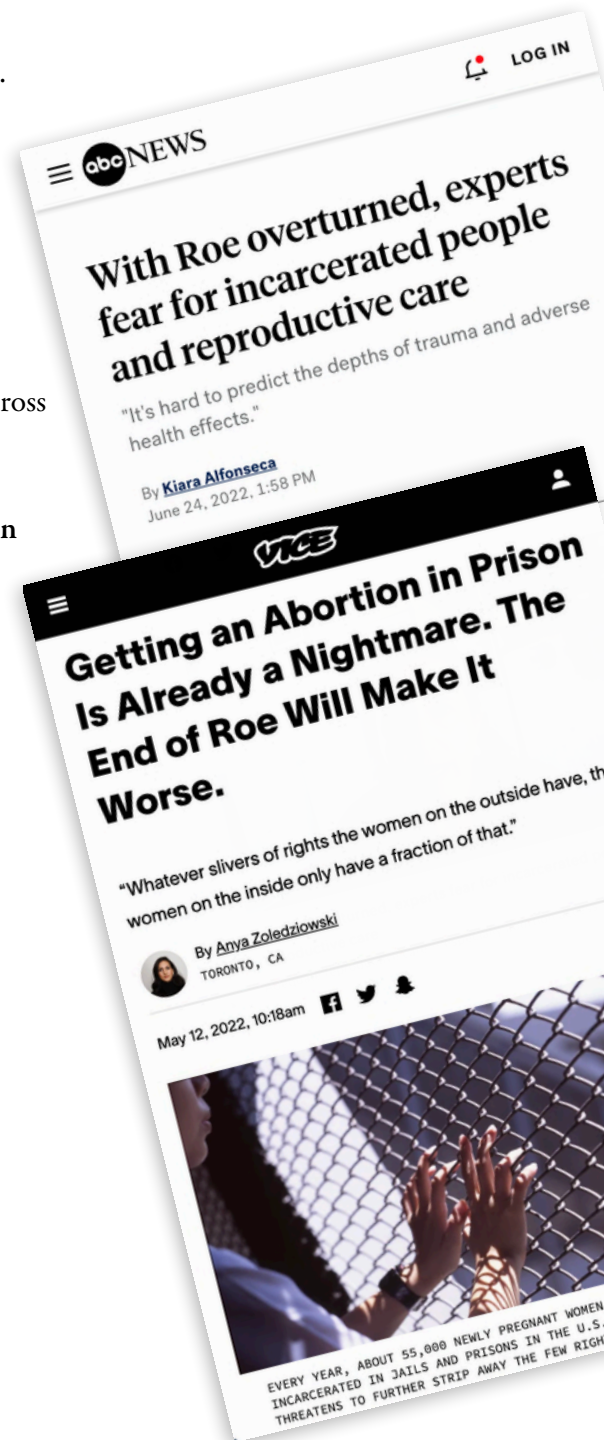 .
LOG IN
abc NEWS
With Roe overturned, experts
fear for incarcerated people
and reproductive care
"It's hard to predict the depths of trauma and adverse
health effects."
By Kiara Alfonseca
June 24, 2022, 1:58 PM
ross
n
VICE
Getting an Abortion in Prison
Is Already a Nightmare. The
End of Roe Will Make It
Worse.
“Whatever slivers of rights the women on the outside have, th
women on the inside only have a fraction of that.”
By Anya Zoledziowski
TORONTO, CA
May 12, 2022, 10:18am
EVERY YEAR, ABOUT 55,000 NEWLY PREGNANT WOMEN
INCARCERATED IN JAILS AND PRISONS IN THE U.S.
THREATENS TO FURTHER STRIP AWAY THE FEW RIGH